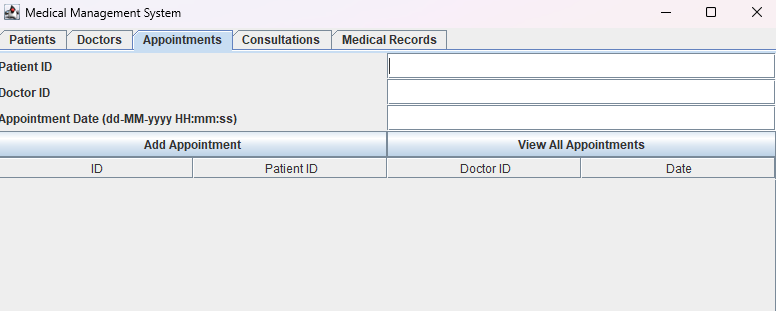 Medical Management System
Patients Doctors Appointments Consultations Medical Records
Patient ID
Doctor ID
Appointment Date (dd-MM-yyyy HH:mm:ss)
Add Appointment View All Appointments
ID Patient ID Doctor ID Date